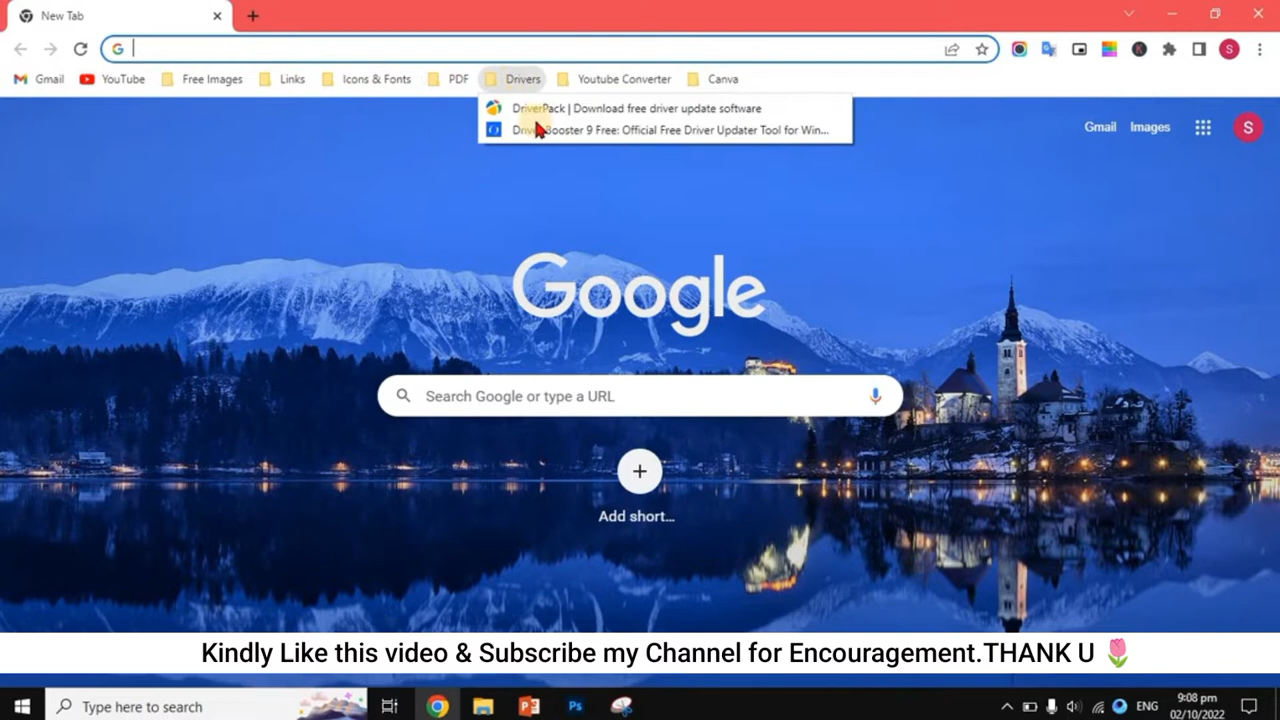 New Tab
Gmail YouTube Free Images Links Icons & Fonts PDF Drivers Youtube Converter Canva
DriverPack | Download free driver update software
Driver Booster 9 Free: Official Free Driver Updater Tool for Win...
Gmail Images S
Google
Search Google or type a URL
Add short...
Kindly Like this video & Subscribe my Channel for Encouragement.THANK U 🌷
Type here to search
ENG
9:08 pm
02/10/2022